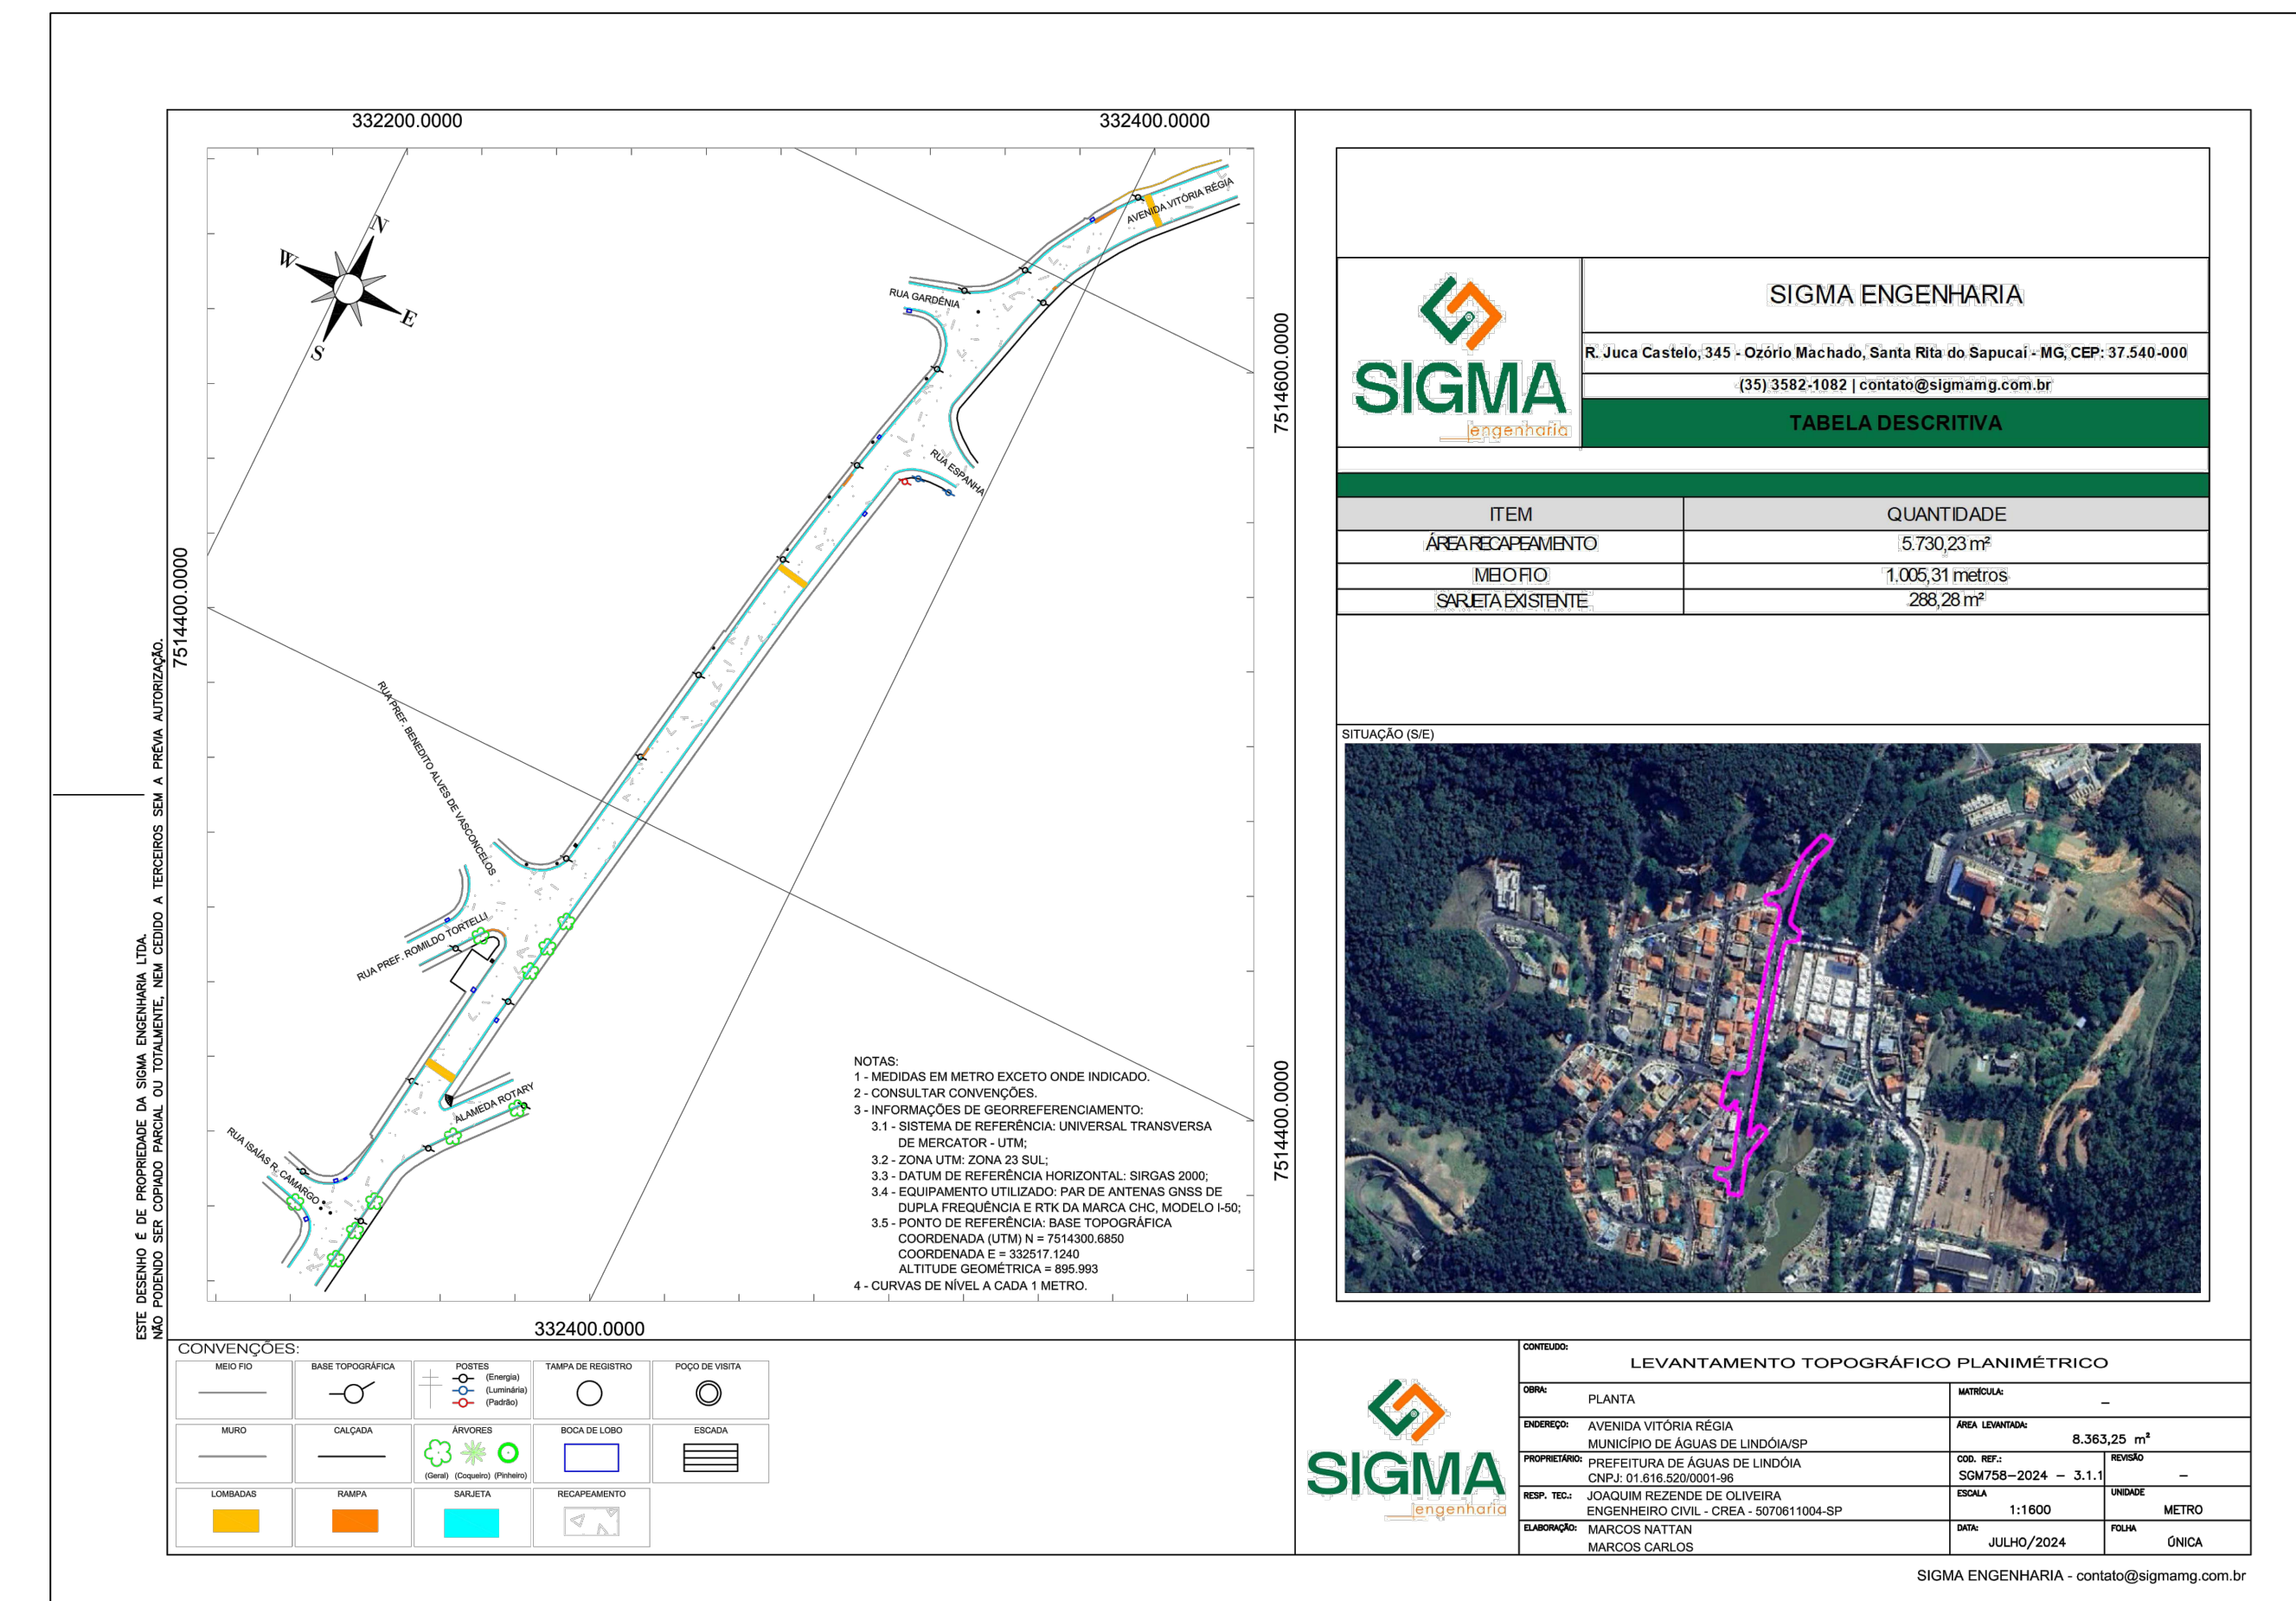 332200.0000
332400.0000
N
W
E
S
AVENIDA VITÓRIA RÉGIA
RUA GARDÊNIA
RUA ESPANHA
RUA PREF. BENEDITO ALVES DE VASCONCELOS
RUA PREF. ROMILDO TORTELLI
ALAMEDA ROTARY
RUA ISAÍAS R. CAMARGO
7514400.0000
7514600.0000
7514400.0000
332400.0000
ESTE DESENHO É DE PROPRIEDADE DA SIGMA ENGENHARIA LTDA.
NÃO PODENDO SER COPIADO PARCIAL OU TOTALMENTE, NEM CEDIDO A TERCEIROS SEM A PRÉVIA AUTORIZAÇÃO.
NOTAS:
1 - MEDIDAS EM METRO EXCETO ONDE INDICADO.
2 - CONSULTAR CONVENÇÕES.
3 - INFORMAÇÕES DE GEORREFERENCIAMENTO:
3.1 - SISTEMA DE REFERÊNCIA: UNIVERSAL TRANSVERSA
DE MERCATOR - UTM;
3.2 - ZONA UTM: ZONA 23 SUL;
3.3 - DATUM DE REFERÊNCIA HORIZONTAL: SIRGAS 2000;
3.4 - EQUIPAMENTO UTILIZADO: PAR DE ANTENAS GNSS DE
DUPLA FREQUÊNCIA E RTK DA MARCA CHC, MODELO I-50;
3.5 - PONTO DE REFERÊNCIA: BASE TOPOGRÁFICA
COORDENADA (UTM) N = 7514300.6850
COORDENADA E = 332517.1240
ALTITUDE GEOMÉTRICA = 895.993
4 - CURVAS DE NÍVEL A CADA 1 METRO.
SIGMA
engenharia
SIGMA ENGENHARIA
R. Juca Castelo, 345 - Ozório Machado, Santa Rita do Sapucaí - MG, CEP: 37.540-000
(35) 3582-1082 | contato@sigmamg.com.br
TABELA DESCRITIVA
ITEM QUANTIDADE
ÁREA RECAPEAMENTO 5.730,23 m²
MEIO FIO 1.005,31 metros
SARJETA EXISTENTE 288,28 m²
SITUAÇÃO (S/E)
CONVENÇÕES:
MEIO FIO
BASE TOPOGRÁFICA
POSTES
(Energia)
(Luminária)
(Padrão)
TAMPA DE REGISTRO
POÇO DE VISITA
MURO
CALÇADA
ÁRVORES
(Geral) (Coqueiro) (Pinheiro)
BOCA DE LOBO
ESCADA
LOMBADAS
RAMPA
SARJETA
RECAPEAMENTO
SIGMA
engenharia
CONTEUDO:
LEVANTAMENTO TOPOGRÁFICO PLANIMÉTRICO
OBRA: PLANTA
MATRÍCULA: –
ENDEREÇO: AVENIDA VITÓRIA RÉGIA
MUNICÍPIO DE ÁGUAS DE LINDÓIA/SP
ÁREA LEVANTADA:
8.363,25 m²
PROPRIETÁRIO: PREFEITURA DE ÁGUAS DE LINDÓIA
CNPJ: 01.616.520/0001-96
COD. REF.:
SGM758-2024 - 3.1.1
REVISÃO
–
RESP. TEC.: JOAQUIM REZENDE DE OLIVEIRA
ENGENHEIRO CIVIL - CREA - 5070611004-SP
ESCALA
1:1600
UNIDADE
METRO
ELABORAÇÃO: MARCOS NATTAN
MARCOS CARLOS
DATA:
JULHO/2024
FOLHA
ÚNICA
SIGMA ENGENHARIA - contato@sigmamg.com.br